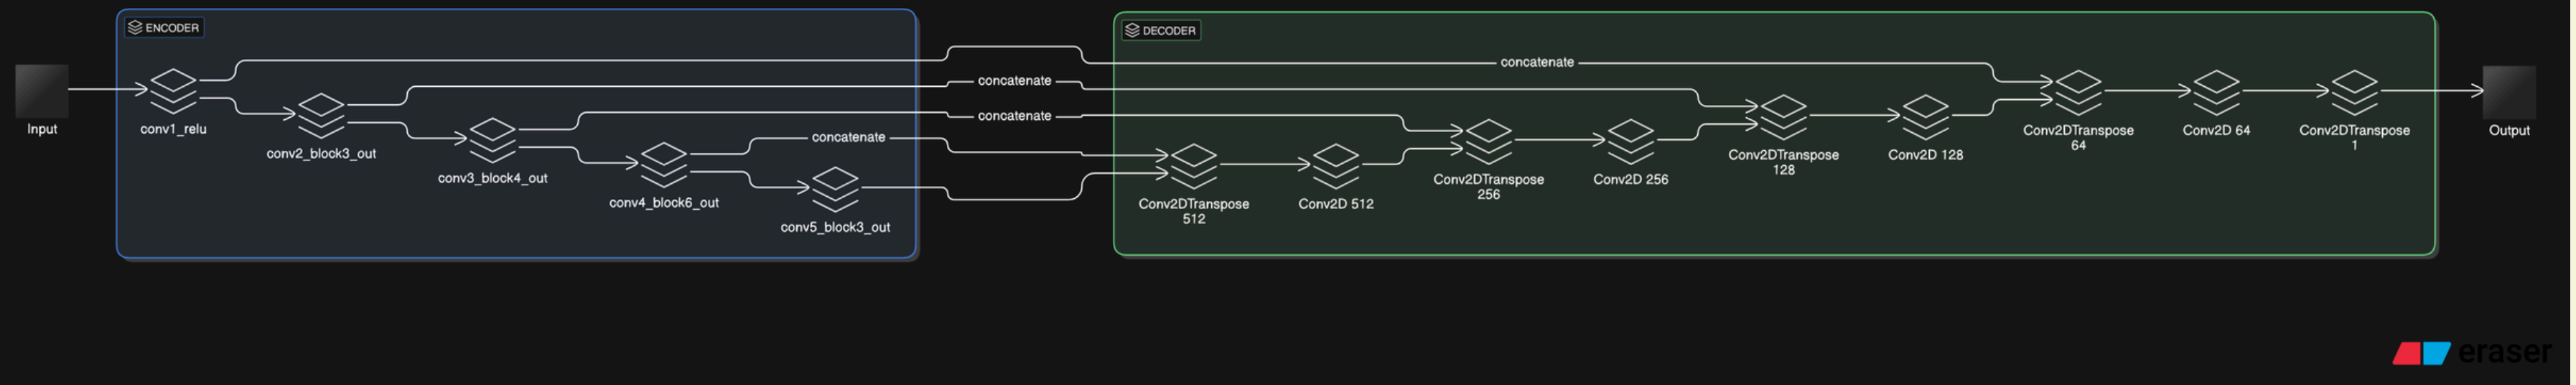 ENCODER
DECODER
concatenate
concatenate
concatenate
concatenate
Input
conv1_relu
conv2_block3_out
conv3_block4_out
conv4_block6_out
conv5_block3_out
Conv2DTranspose
512
Conv2D 512
Conv2DTranspose
256
Conv2D 256
Conv2DTranspose
128
Conv2D 128
Conv2DTranspose
64
Conv2D 64
Conv2DTranspose
1
Output
eraser